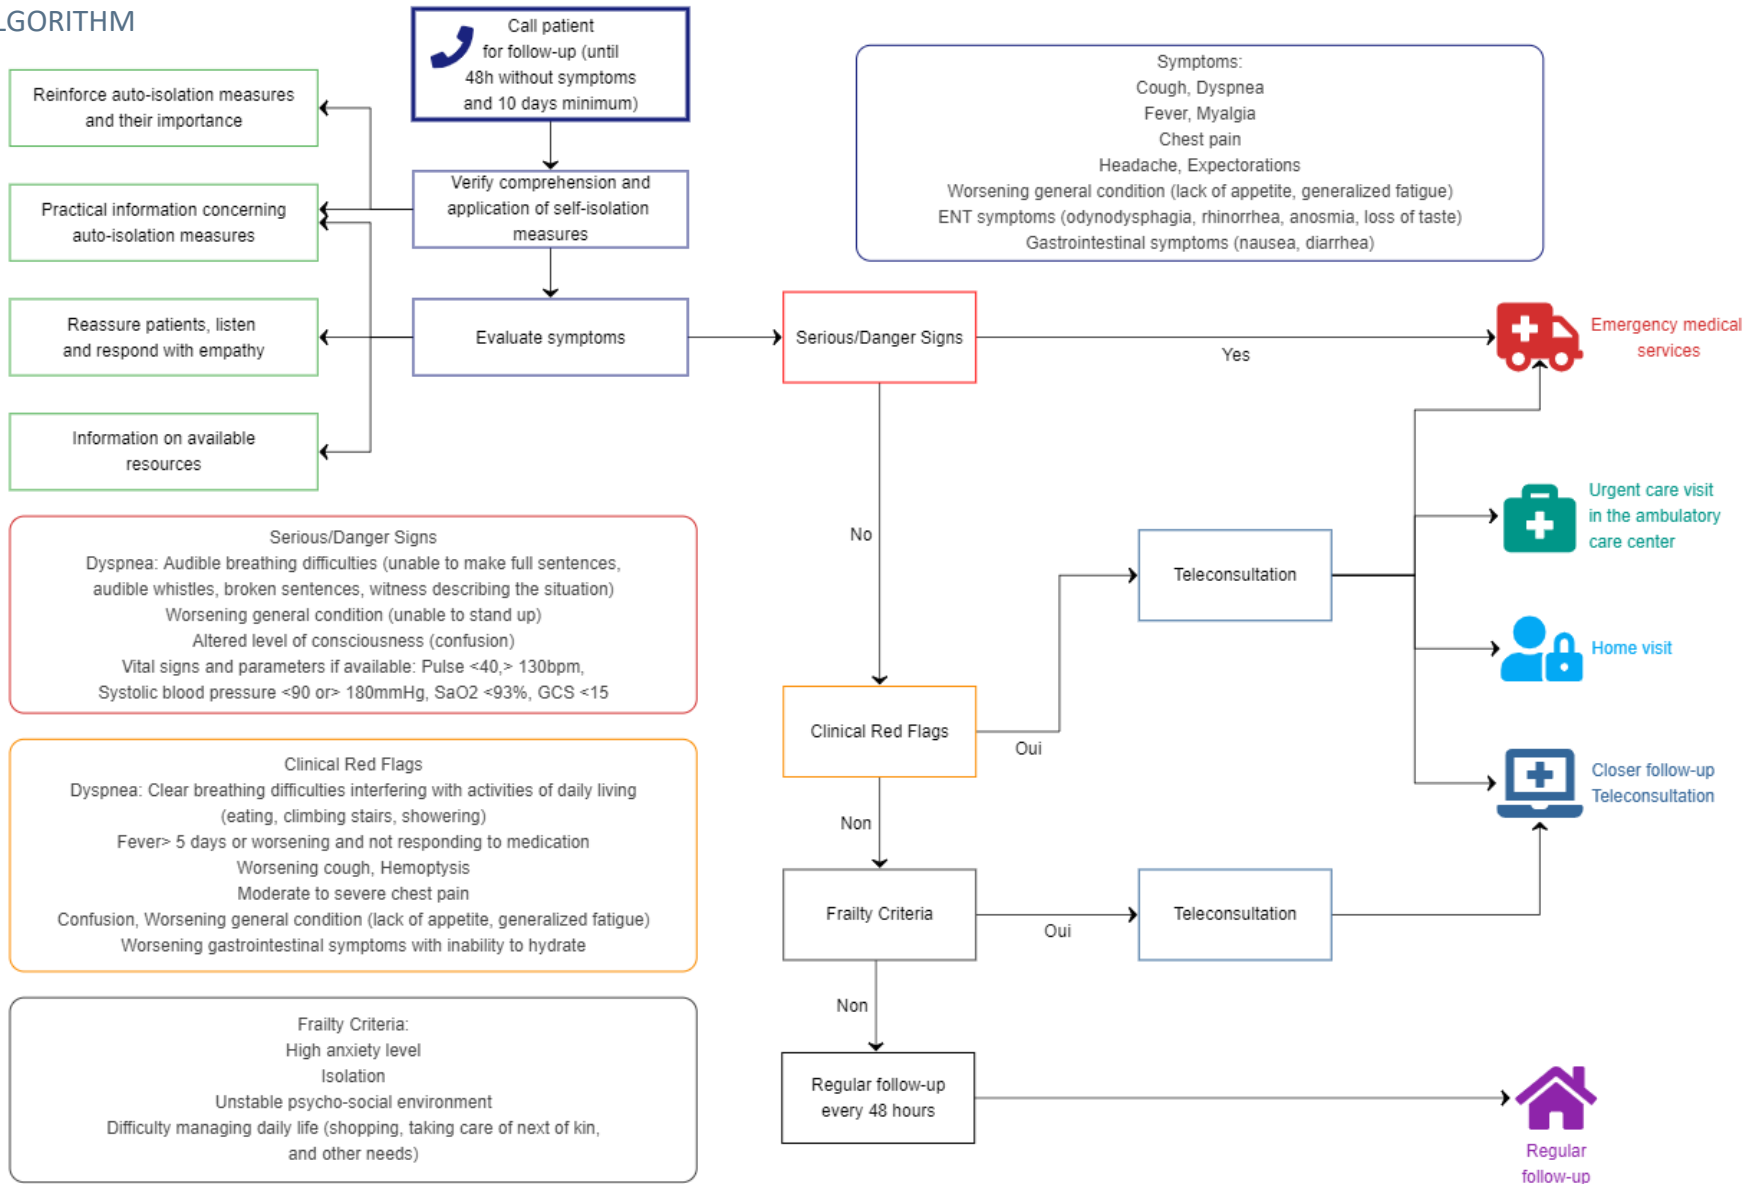 LGORITHM
Call patient
for follow-up (until
48h without symptoms
and 10 days minimum)
Reinforce auto-isolation measures
and their importance
Practical information concerning
auto-isolation measures
Reassure patients, listen
and respond with empathy
Information on available
resources
Verify comprehension and
application of self-isolation
measures
Evaluate symptoms
Symptoms:
Cough, Dyspnea
Fever, Myalgia
Chest pain
Headache, Expectorations
Worsening general condition (lack of appetite, generalized fatigue)
ENT symptoms (odynodysphagia, rhinorrhea, anosmia, loss of taste)
Gastrointestinal symptoms (nausea, diarrhea)
Serious/Danger Signs
Yes
Emergency medical
services
No
Teleconsultation
Urgent care visit
in the ambulatory
care center
Home visit
Closer follow-up
Teleconsultation
Clinical Red Flags
Oui
Non
Frailty Criteria
Oui
Teleconsultation
Non
Regular follow-up
every 48 hours
Regular
follow-up
Serious/Danger Signs
Dyspnea: Audible breathing difficulties (unable to make full sentences,
audible whistles, broken sentences, witness describing the situation)
Worsening general condition (unable to stand up)
Altered level of consciousness (confusion)
Vital signs and parameters if available: Pulse <40,> 130bpm,
Systolic blood pressure <90 or> 180mmHg, SaO2 <93%, GCS <15
Clinical Red Flags
Dyspnea: Clear breathing difficulties interfering with activities of daily living
(eating, climbing stairs, showering)
Fever> 5 days or worsening and not responding to medication
Worsening cough, Hemoptysis
Moderate to severe chest pain
Confusion, Worsening general condition (lack of appetite, generalized fatigue)
Worsening gastrointestinal symptoms with inability to hydrate
Frailty Criteria:
High anxiety level
Isolation
Unstable psycho-social environment
Difficulty managing daily life (shopping, taking care of next of kin,
and other needs)